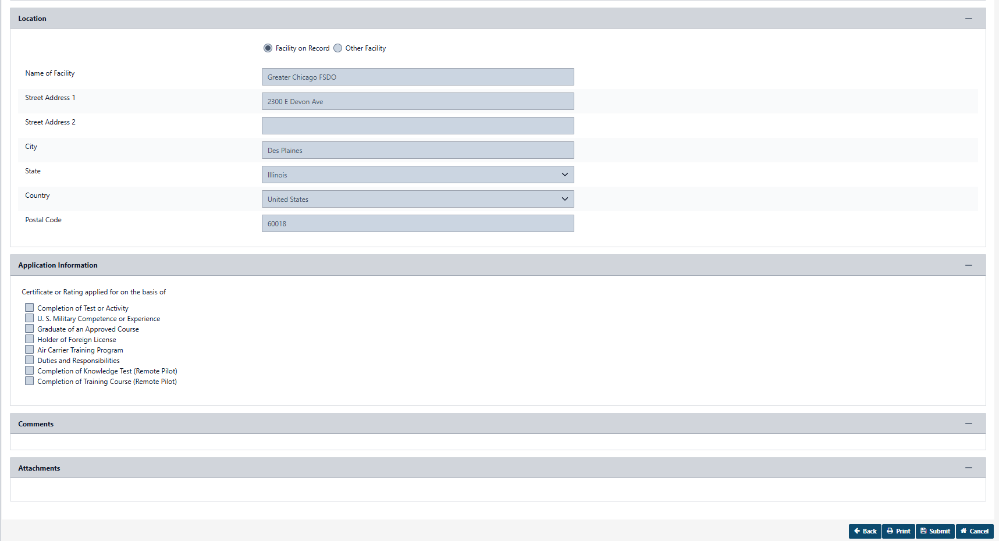 Location
Facility on Record Other Facility
Name of Facility Greater Chicago FSDO
Street Address 1 2300 E Devon Ave
Street Address 2
City Des Plaines
State Illinois
Country United States
Postal Code 60018
Application Information
Certificate or Rating applied for on the basis of
Completion of Test or Activity
U. S. Military Competence or Experience
Graduate of an Approved Course
Holder of Foreign License
Air Carrier Training Program
Duties and Responsibilities
Completion of Knowledge Test (Remote Pilot)
Completion of Training Course (Remote Pilot)
Comments
Attachments
Back Print Submit Cancel